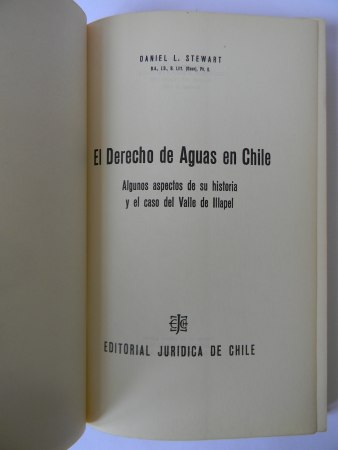 DANIEL L. STEWART
El Derecho de Aguas en Chile
Algunos aspectos de su historia
y el caso del Valle de Illapel
EDITORIAL JURIDICA DE CHILE